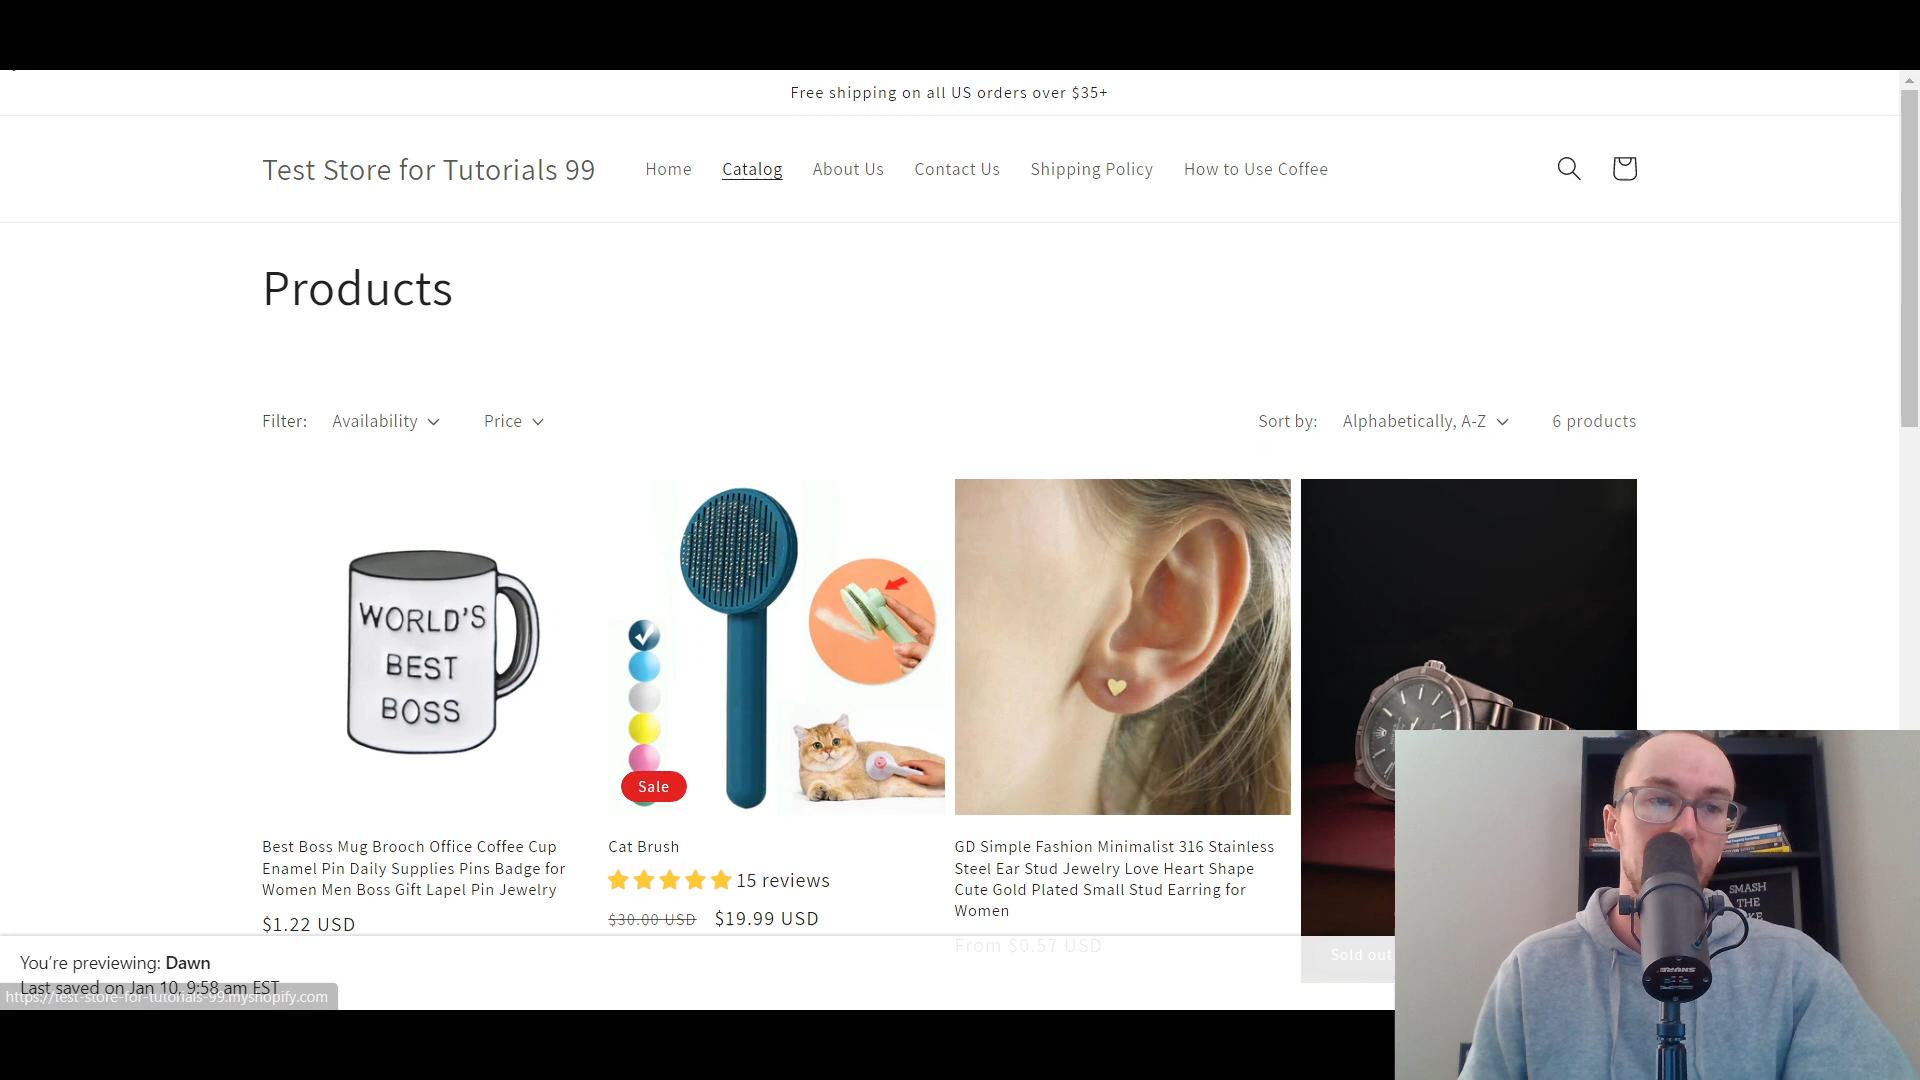 Free shipping on all US orders over $35+
Test Store for Tutorials 99
Home Catalog About Us Contact Us Shipping Policy How to Use Coffee
Products
Filter: Availability Price
Sort by: Alphabetically, A-Z 6 products
WORLD'S
BEST
BOSS
Sale
Best Boss Mug Brooch Office Coffee Cup
Enamel Pin Daily Supplies Pins Badge for
Women Men Boss Gift Lapel Pin Jewelry
$1.22 USD
Cat Brush
15 reviews
$30.00 USD $19.99 USD
GD Simple Fashion Minimalist 316 Stainless
Steel Ear Stud Jewelry Love Heart Shape
Cute Gold Plated Small Stud Earring for
Women
From $0.57 USD
Sold out
SMASH
THE
SHURE
You're previewing: Dawn
Last saved on Jan 10, 9:58 am EST
https://test-store-for-tutorials-99.myshopify.com